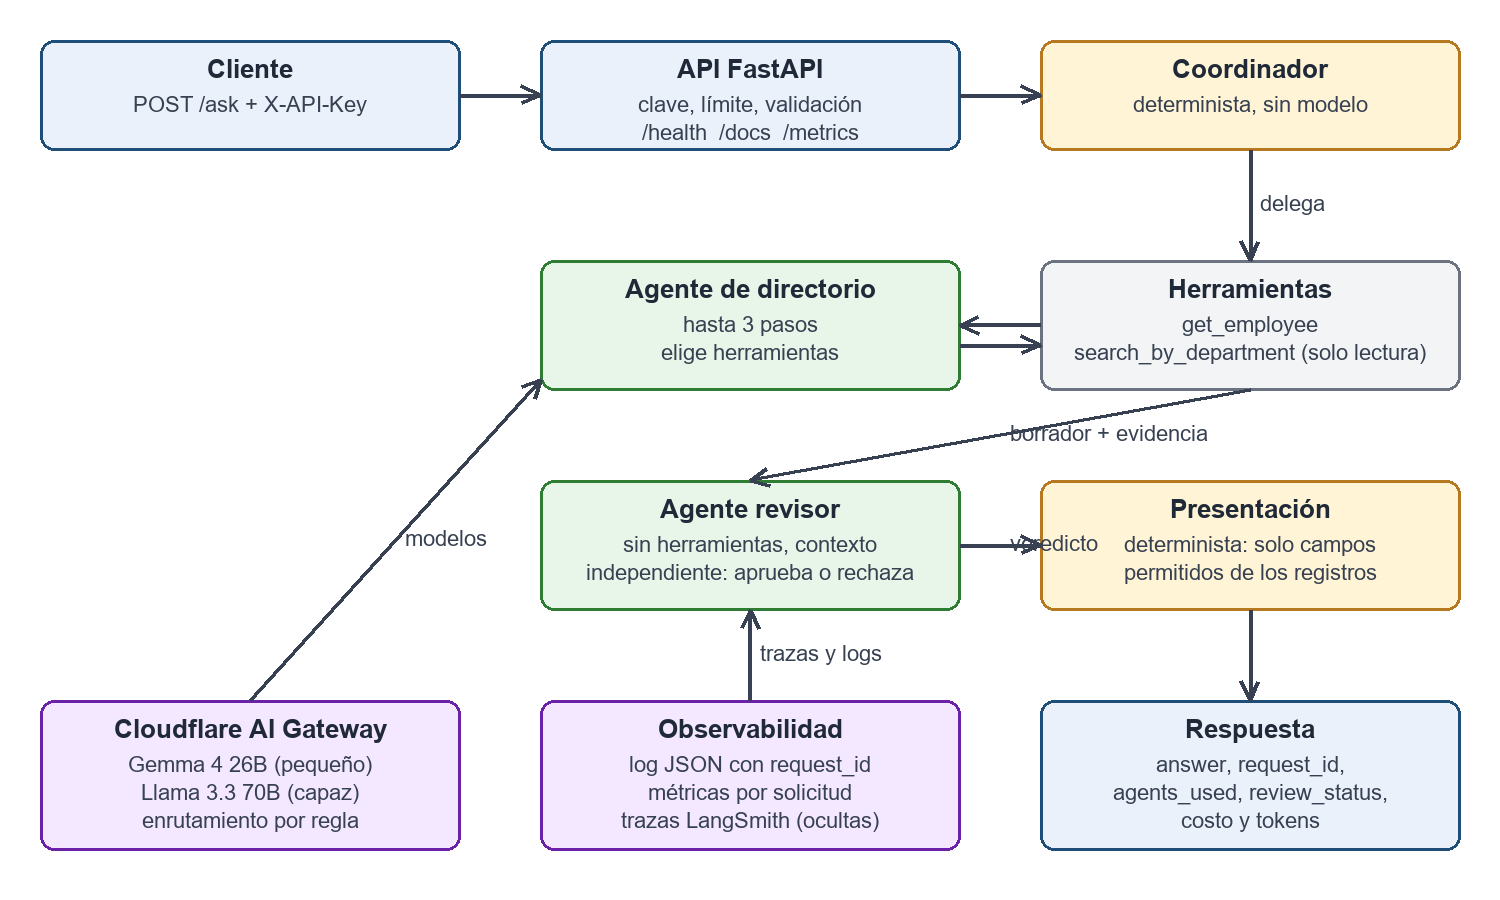 Cliente
POST /ask + X-API-Key
API FastAPI
clave, límite, validación
/health /docs /metrics
Coordinador
determinista, sin modelo
delega
Agente de directorio
hasta 3 pasos
elige herramientas
Herramientas
get_employee
search_by_department (solo lectura)
borrador + evidencia
Agente revisor
sin herramientas, contexto
independiente: aprueba o rechaza
veredicto
Presentación
determinista: solo campos
permitidos de los registros
modelos
trazas y logs
Cloudflare AI Gateway
Gemma 4 26B (pequeño)
Llama 3.3 70B (capaz)
enrutamiento por regla
Observabilidad
log JSON con request_id
métricas por solicitud
trazas LangSmith (ocultas)
Respuesta
answer, request_id,
agents_used, review_status,
costo y tokens